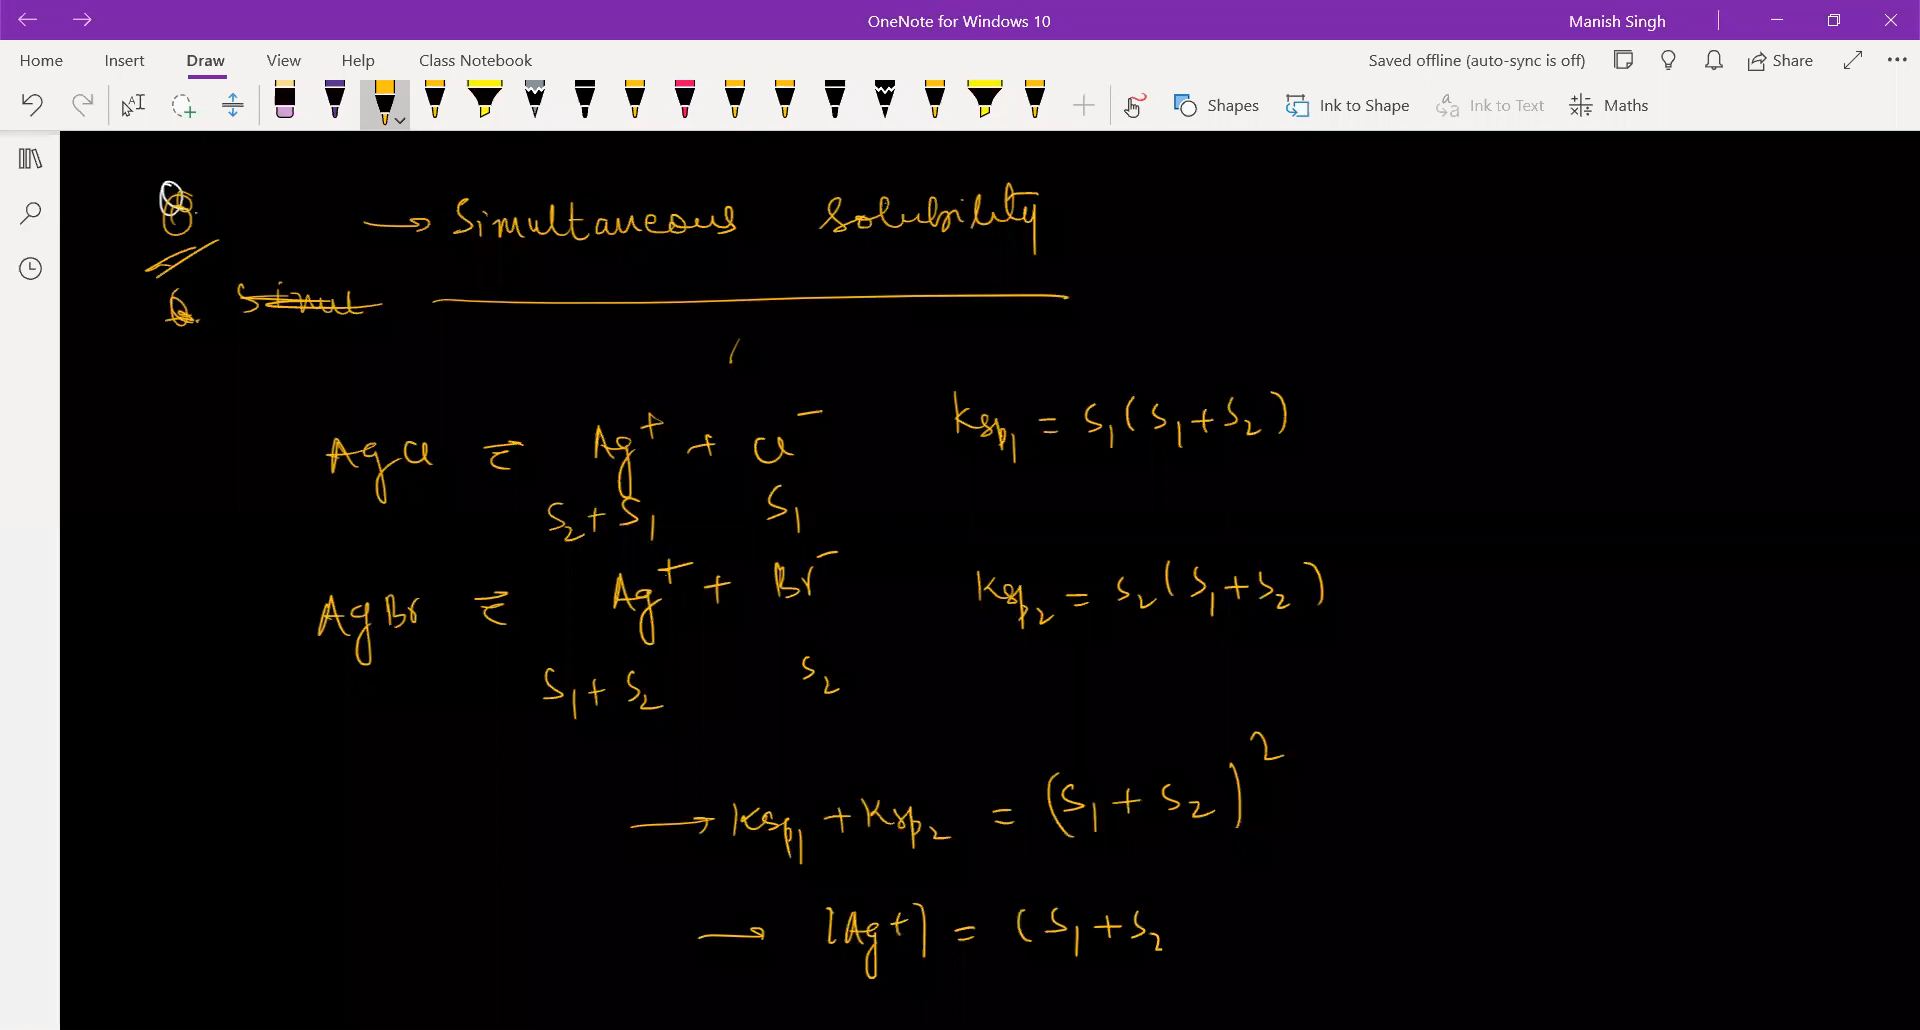 OneNote for Windows 10
Manish Singh
Home Insert Draw View Help Class Notebook
Saved offline (auto-sync is off) Share
Shapes Ink to Shape Ink to Text Maths
→ Simultaneous Solubility
Q. Simul
AgCl ⇌ Ag⁺ + Cl⁻ Ksp₁ = S₁(S₁+S₂)
S₂+S₁ S₁
AgBr ⇌ Ag⁺ + Br⁻ Ksp₂ = S₂(S₁+S₂)
S₁+S₂ S₂
→ Ksp₁ + Ksp₂ = (S₁+S₂)²
→ [Ag+] = (S₁+S₂